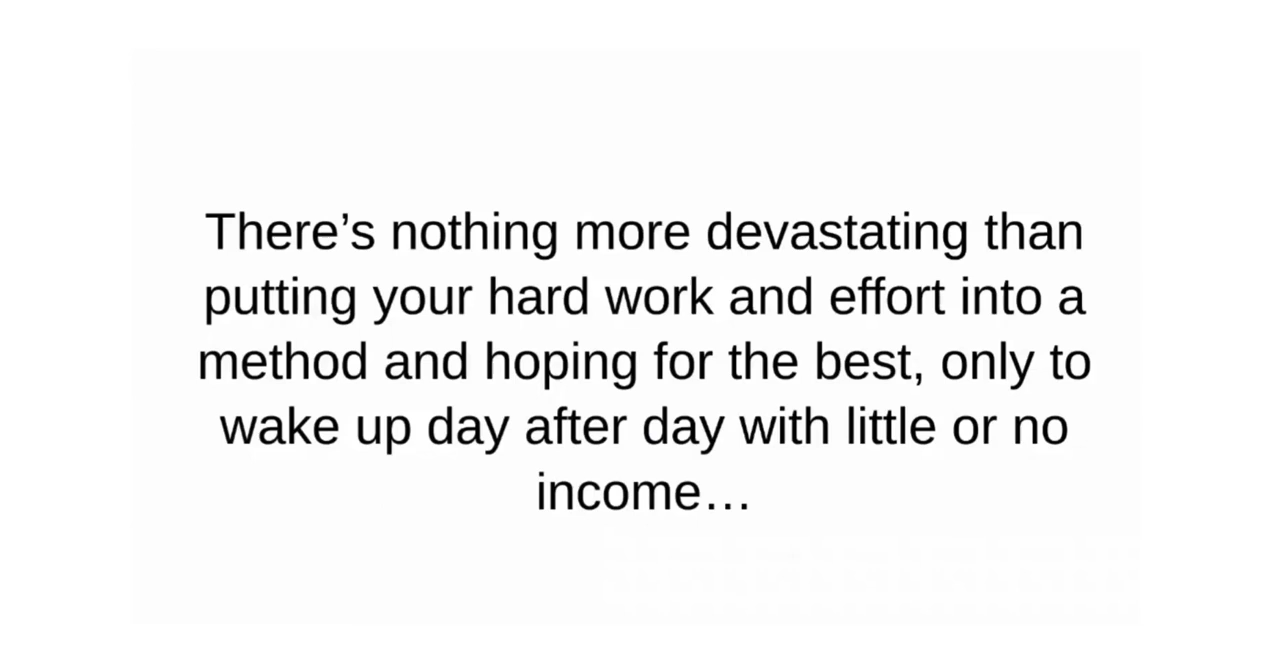 There’s nothing more devastating than
putting your hard work and effort into a
method and hoping for the best, only to
wake up day after day with little or no
income…